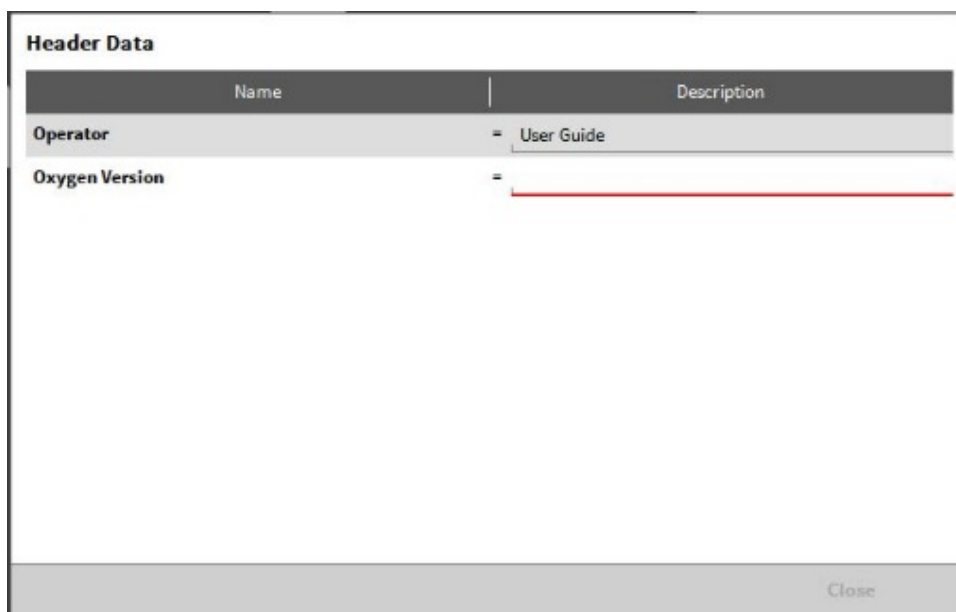 Header Data
Name Description
Operator = User Guide
Oxygen Version =
Close